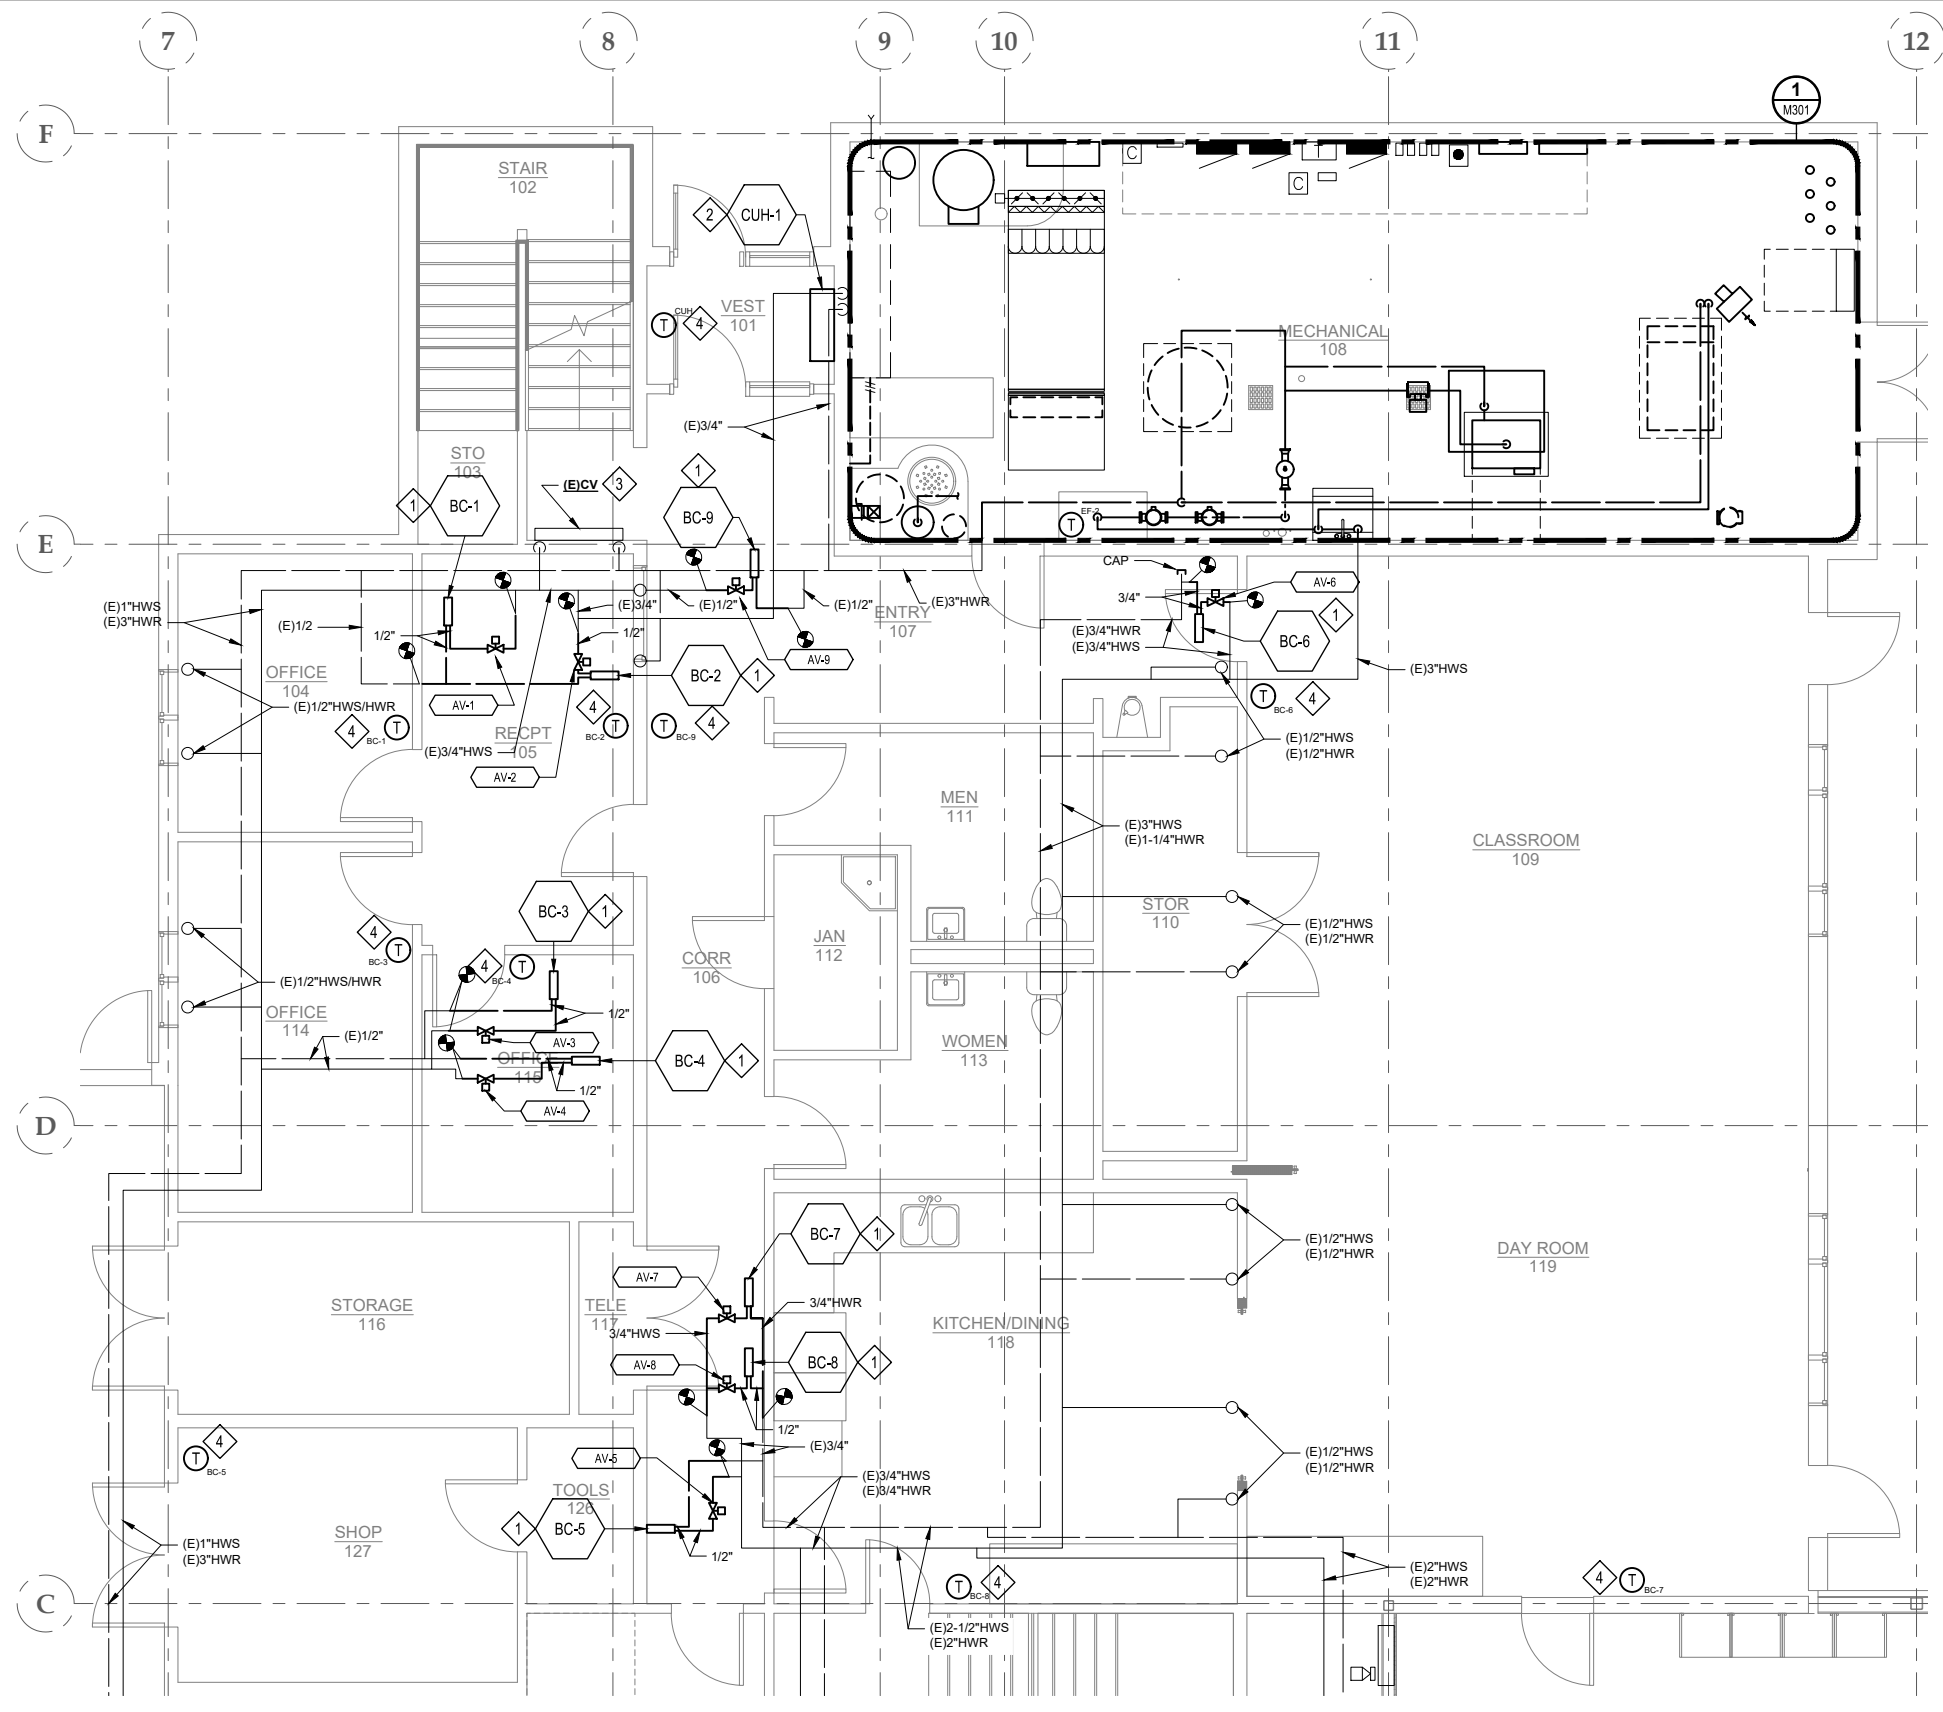 7
8
9
10
11
12
1
M301
F
STAIR
102
2
CUH-1
C
C
VEST
101
T
CUH
4
MECHANICAL
108
(E)3/4"
STO
103
1
BC-1
(E)CV
3
1
BC-9
T
EF-2
E
CAP
AV-6
3/4"
1
BC-6
(E)1"HWS
(E)3"HWR
(E)1/2
1/2"
(E)3/4"
(E)1/2"
(E)1/2"
ENTRY
107
(E)3"HWR
1/2"
(E)3/4"HWR
(E)3/4"HWS
(E)3"HWS
OFFICE
104
(E)1/2"HWS/HWR
AV-1
BC-2
1
AV-9
4
BC-1
T
RECPT
105
4
BC-2
T
T
BC-9
4
T
BC-6
4
(E)3/4"HWS
AV-2
(E)1/2"HWS
(E)1/2"HWR
MEN
111
(E)3"HWS
(E)1-1/4"HWR
CLASSROOM
109
BC-3
1
STOR
110
(E)1/2"HWS
(E)1/2"HWR
4
BC-3
T
4
BC-4
T
CORR
106
JAN
112
(E)1/2"HWS/HWR
OFFICE
114
(E)1/2"
1/2"
AV-3
OFFICE
115
BC-4
1
1/2"
AV-4
WOMEN
113
D
BC-7
1
(E)1/2"HWS
(E)1/2"HWR
DAY ROOM
119
AV-7
STORAGE
116
TELE
117
3/4"HWR
3/4"HWS
KITCHEN/DINING
118
AV-8
BC-8
1
1/2"
(E)3/4"
4
T
BC-5
AV-5
(E)1/2"HWS
(E)1/2"HWR
(E)3/4"HWS
(E)3/4"HWR
TOOLS
126
1
BC-5
SHOP
127
1/2"
(E)1"HWS
(E)3"HWR
(E)2"HWS
(E)2"HWR
C
T
BC-8
4
4
T
BC-7
(E)2-1/2"HWS
(E)2"HWR